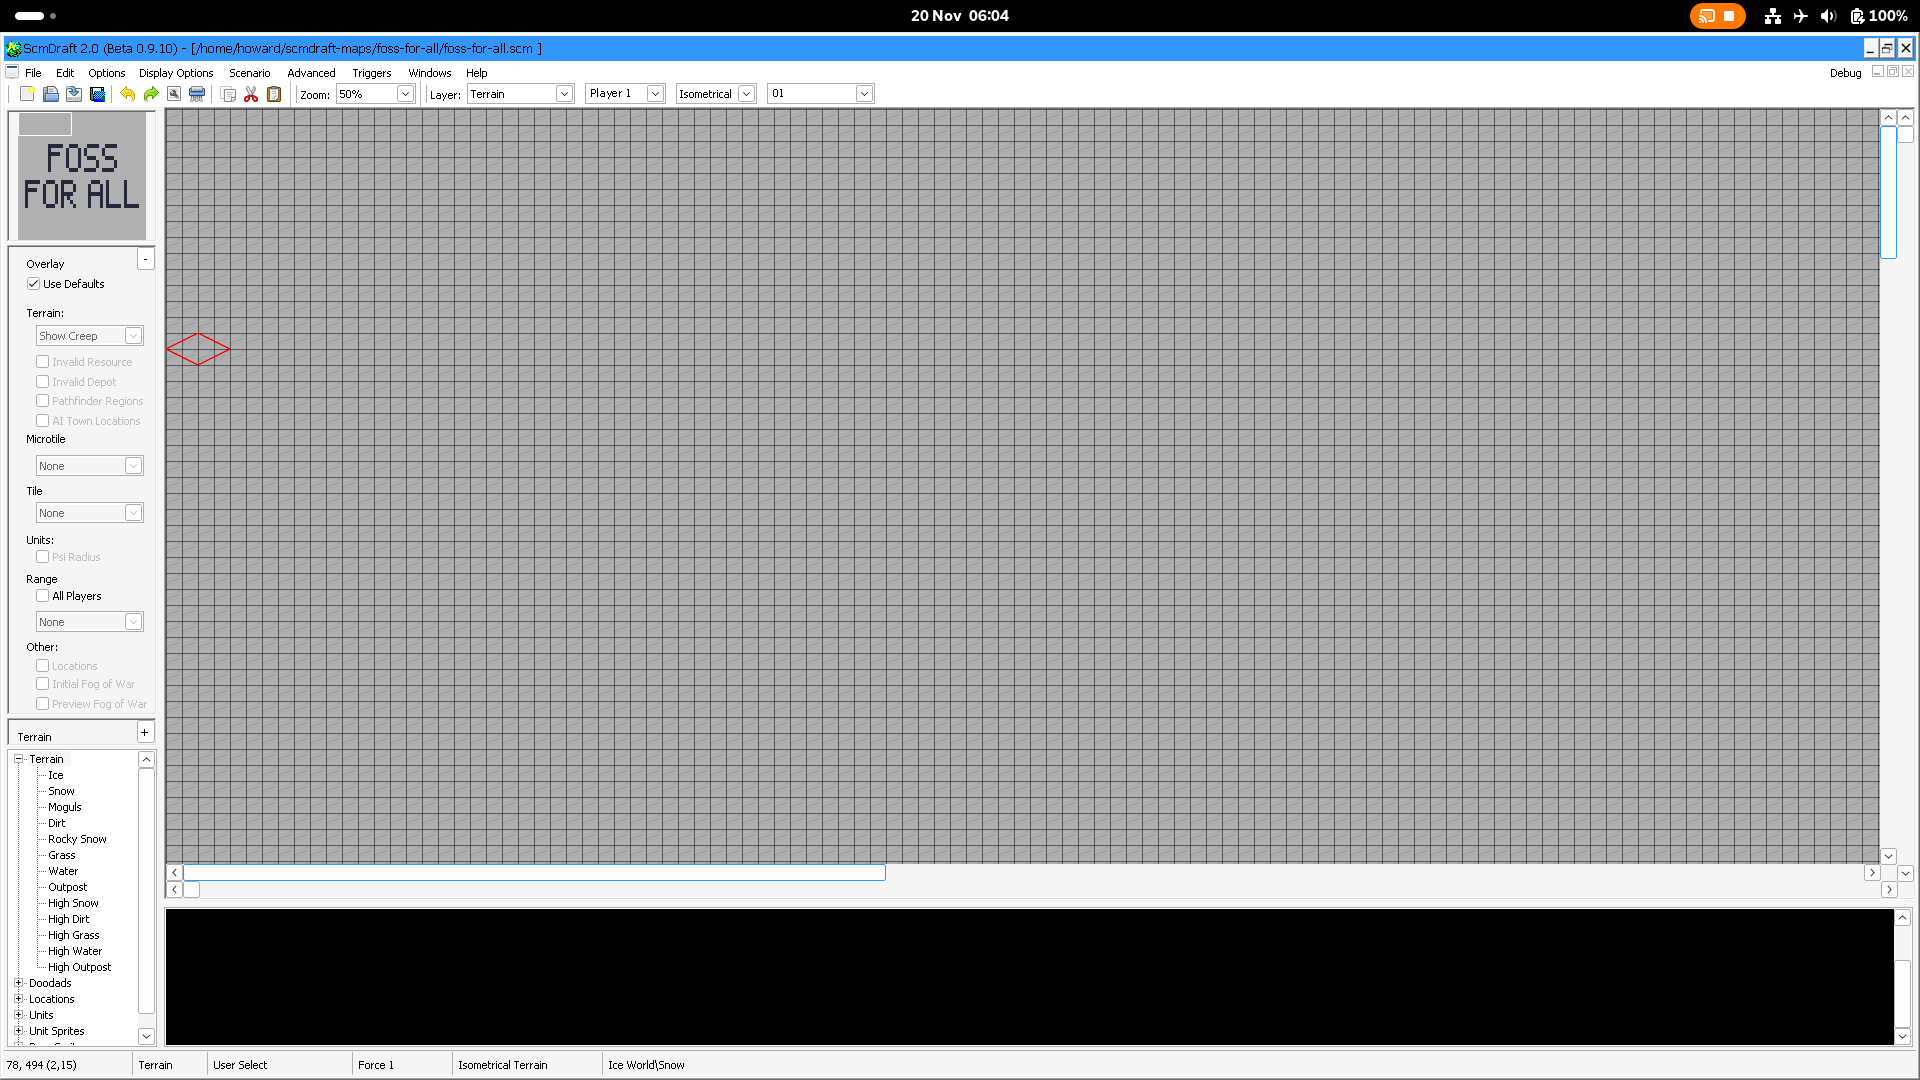 20 Nov 06:04
100%
ScmDraft 2.0 (Beta 0.9.10) - [/home/howard/scmdraft-maps/foss-for-all/foss-for-all.scm ]
File Edit Options Display Options Scenario Advanced Triggers Windows Help Debug
Zoom: 50% Layer: Terrain Player 1 Isometrical 01
FOSS
FOR ALL
Overlay -
Use Defaults
Terrain:
Show Creep
Invalid Resource
Invalid Depot
Pathfinder Regions
AI Town Locations
Microtile
None
Tile
None
Units:
Psi Radius
Range
All Players
None
Other:
Locations
Initial Fog of War
Preview Fog of War
Terrain +
Terrain
Ice
Snow
Moguls
Dirt
Rocky Snow
Grass
Water
Outpost
High Snow
High Dirt
High Grass
High Water
High Outpost
Doodads
Locations
Units
Unit Sprites
78, 494 (2,15) Terrain User Select Force 1 Isometrical Terrain Ice World\Snow